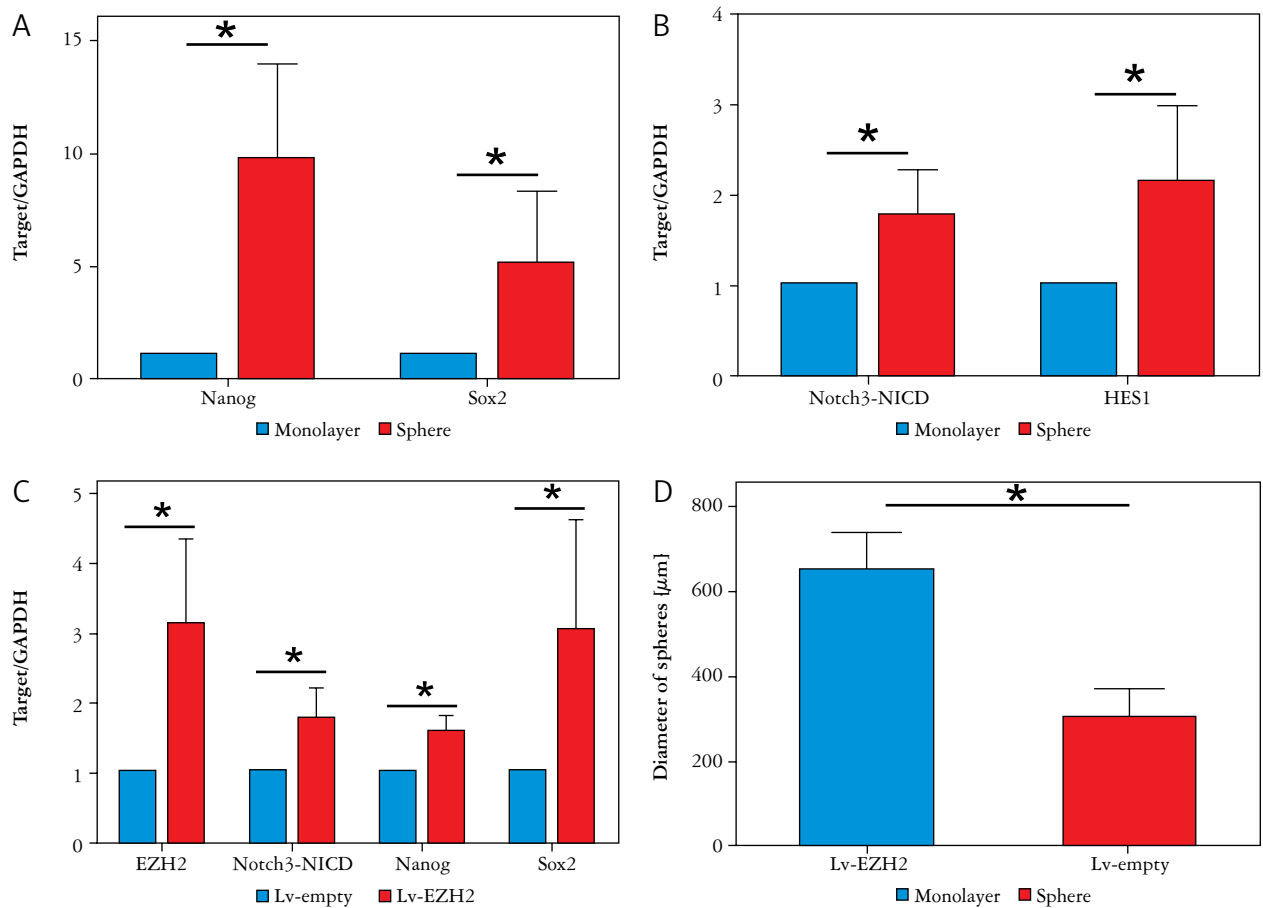 A
Target/GAPDH
15
10
5
0
*
*
Nanog Sox2
Monolayer Sphere
B
Target/GAPDH
4
3
2
1
0
*
*
Notch3-NICD HES1
Monolayer Sphere
C
Target/GAPDH
5
4
3
2
1
0
*
*
*
*
EZH2 Notch3-NICD Nanog Sox2
Lv-empty Lv-EZH2
D
Diameter of spheres [μm]
800
600
400
200
0
*
Lv-EZH2 Lv-empty
Monolayer Sphere